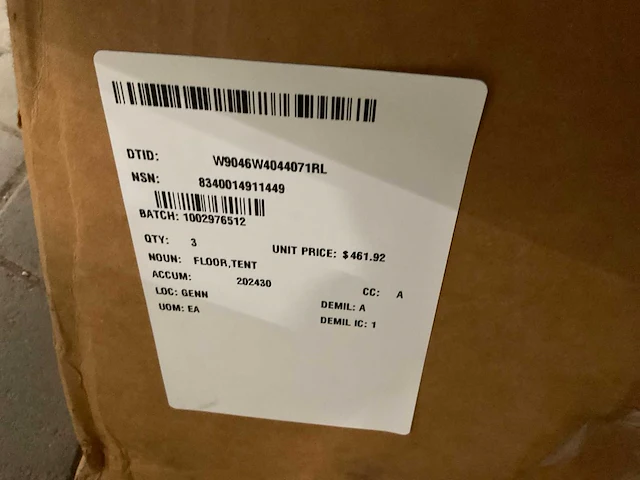 DTID: W9046W4044071RL
NSN: 8340014911449
BATCH: 1002976512
QTY: 3 UNIT PRICE: $461.92
NOUN: FLOOR,TENT
ACCUM: 202430 CC: A
LOC: GENN DEMIL: A
UOM: EA DEMIL IC: 1